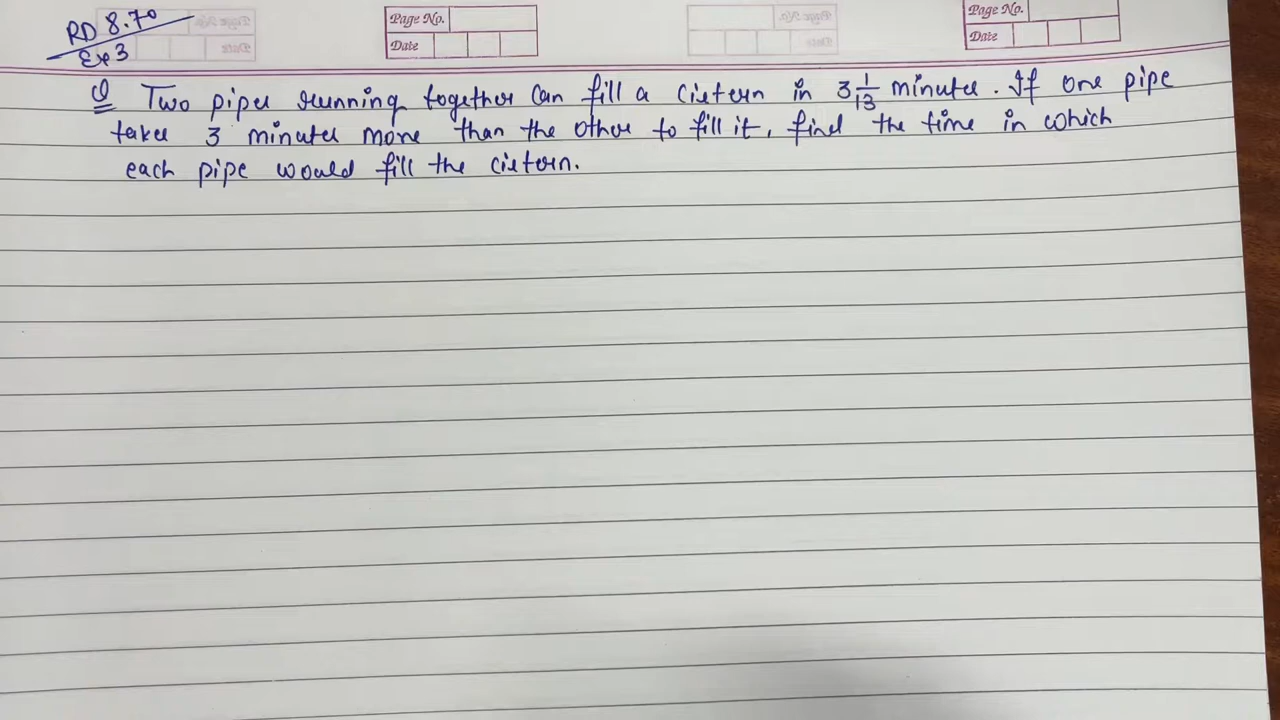 RD 8.70
Ex 3
Page No.
Date
Page No.
Date
Q Two pipes running together can fill a cistern in 3 1/13 minutes. If one pipe
takes 3 minutes more than the other to fill it, find the time in which
each pipe would fill the cistern.